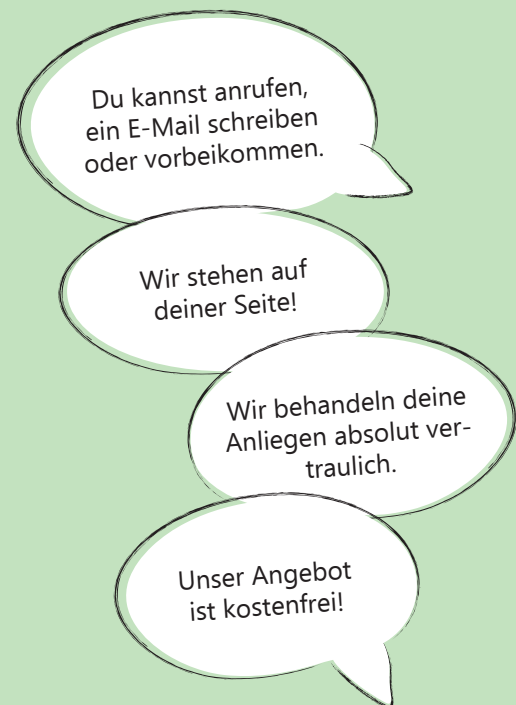 Du kannst anrufen,
ein E-Mail schreiben
oder vorbeikommen.
Wir stehen auf
deiner Seite!
Wir behandeln deine
Anliegen absolut ver-
traulich.
Unser Angebot
ist kostenfrei!